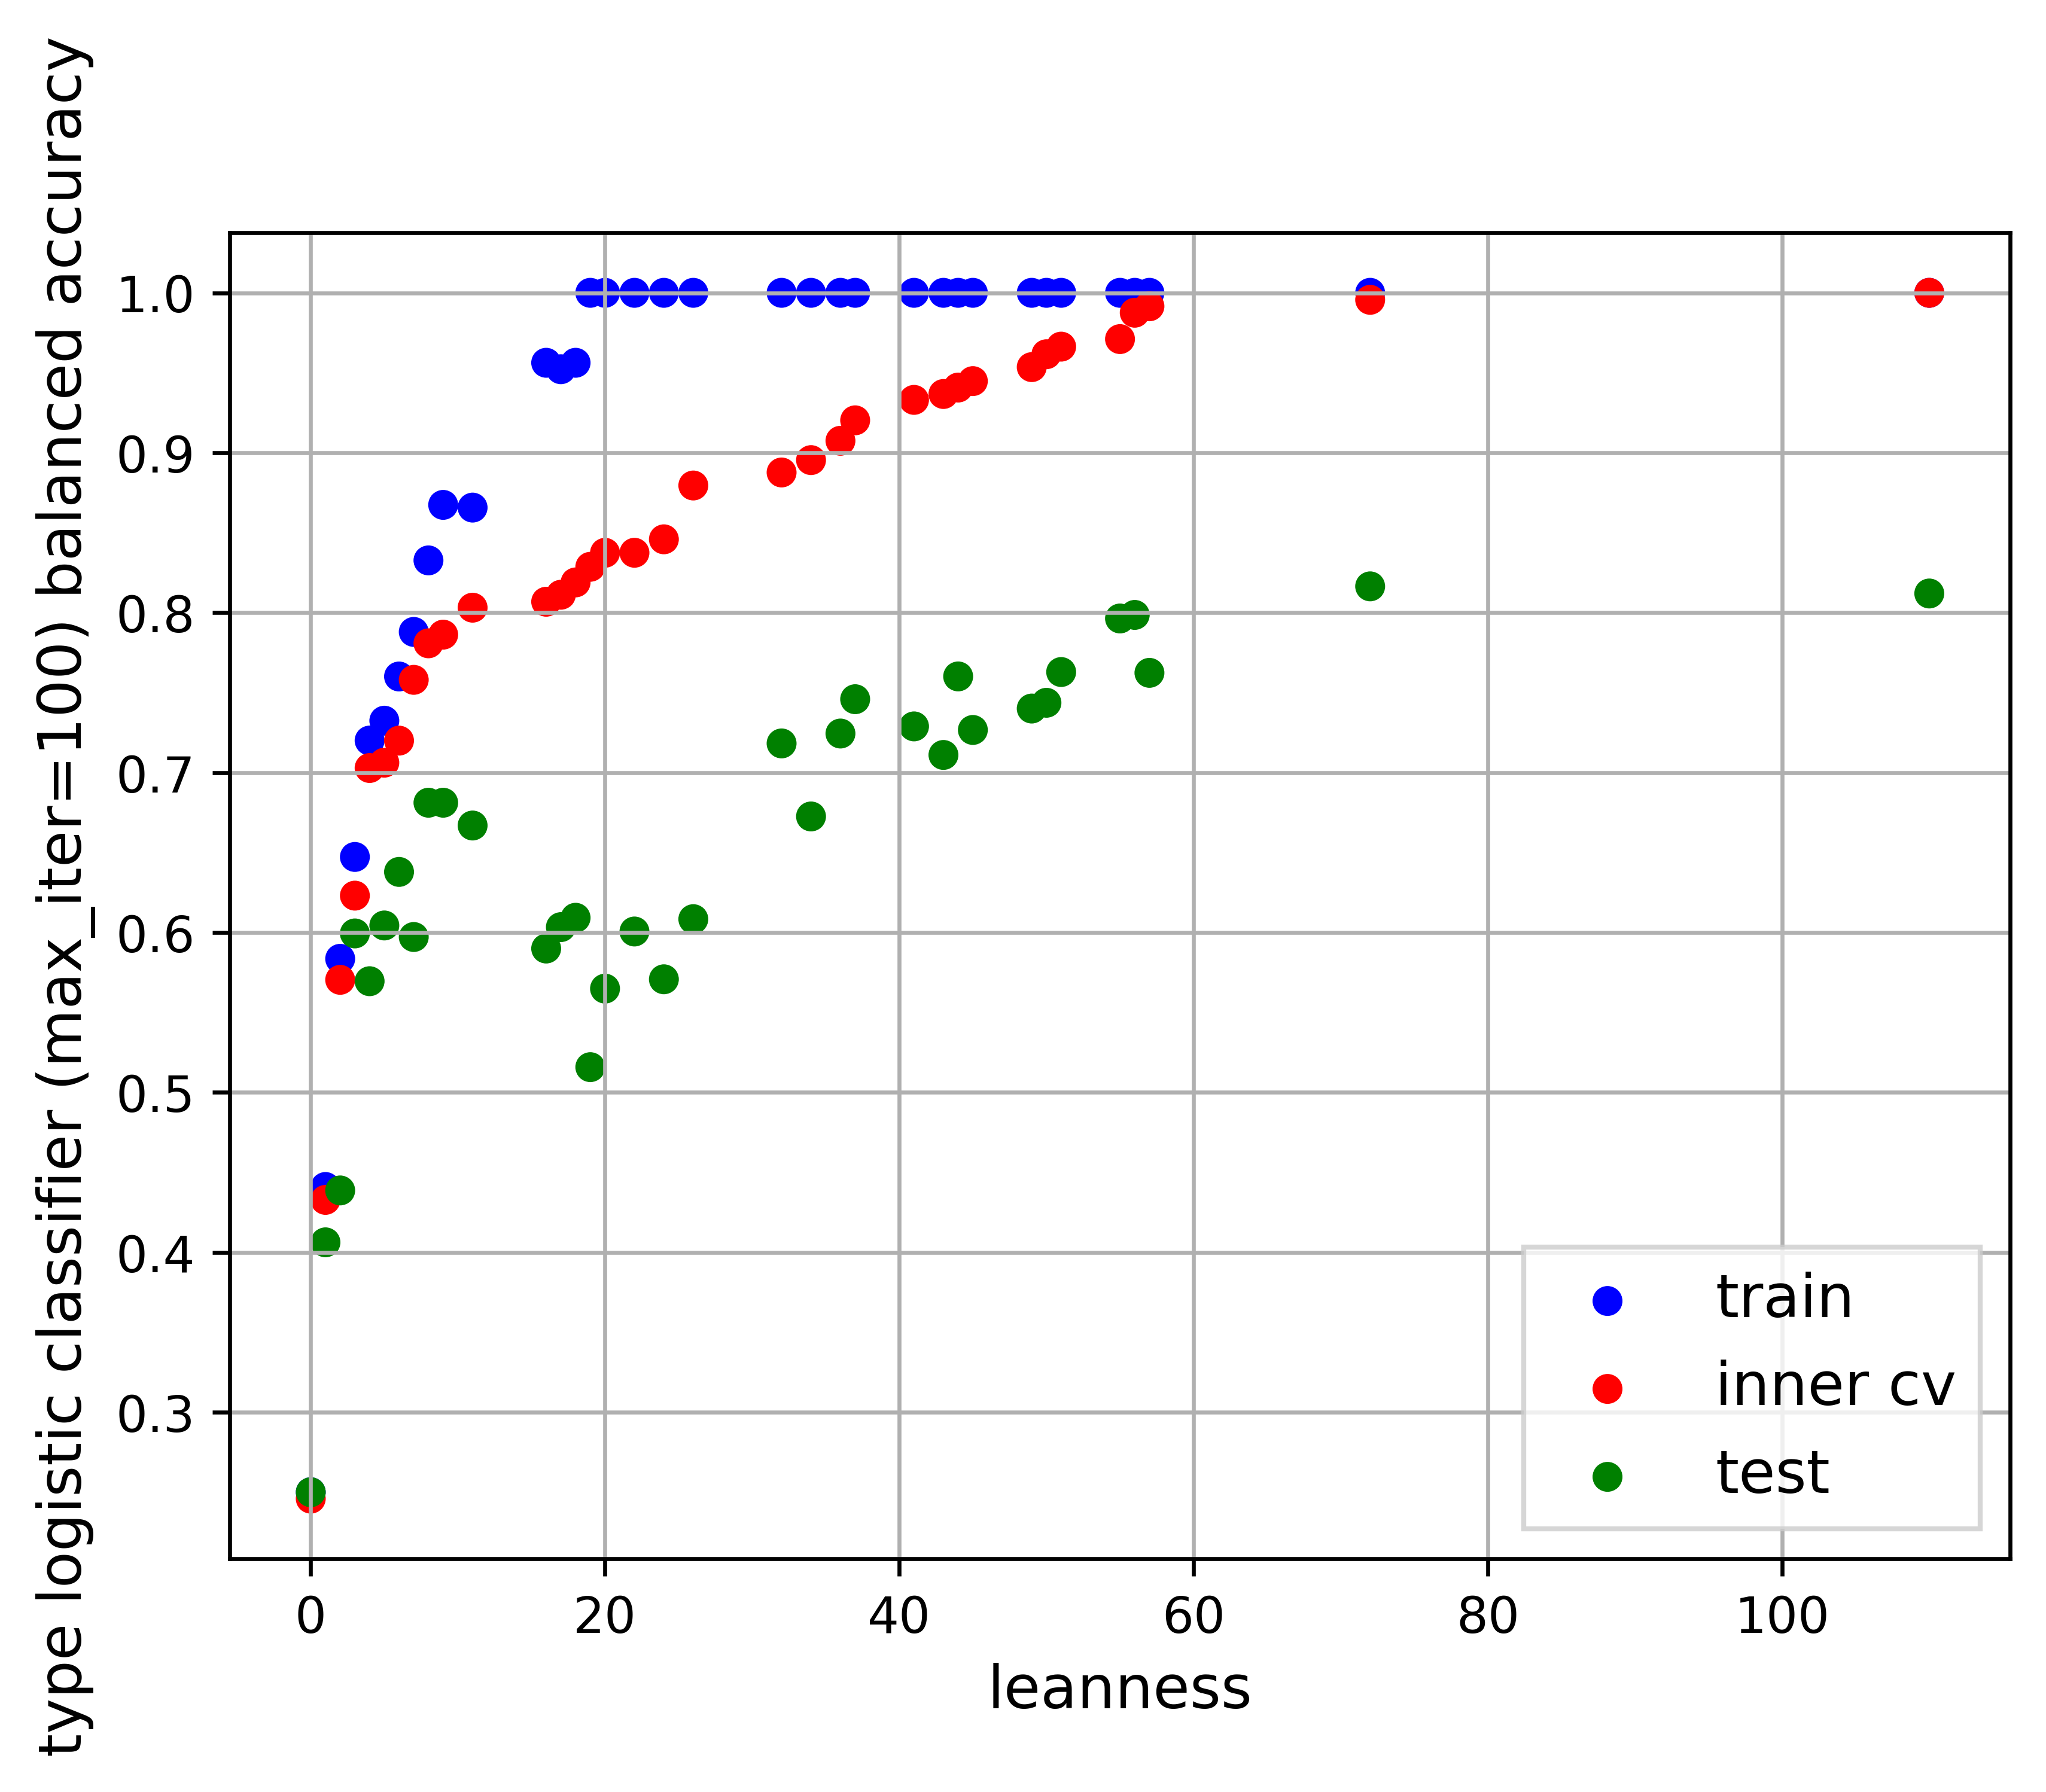 type logistic classifier (max_iter=100) balanced accuracy
1.0
0.9
0.8
0.7
0.6
0.5
0.4
0.3
0 20 40 60 80 100
leanness
train
inner cv
test